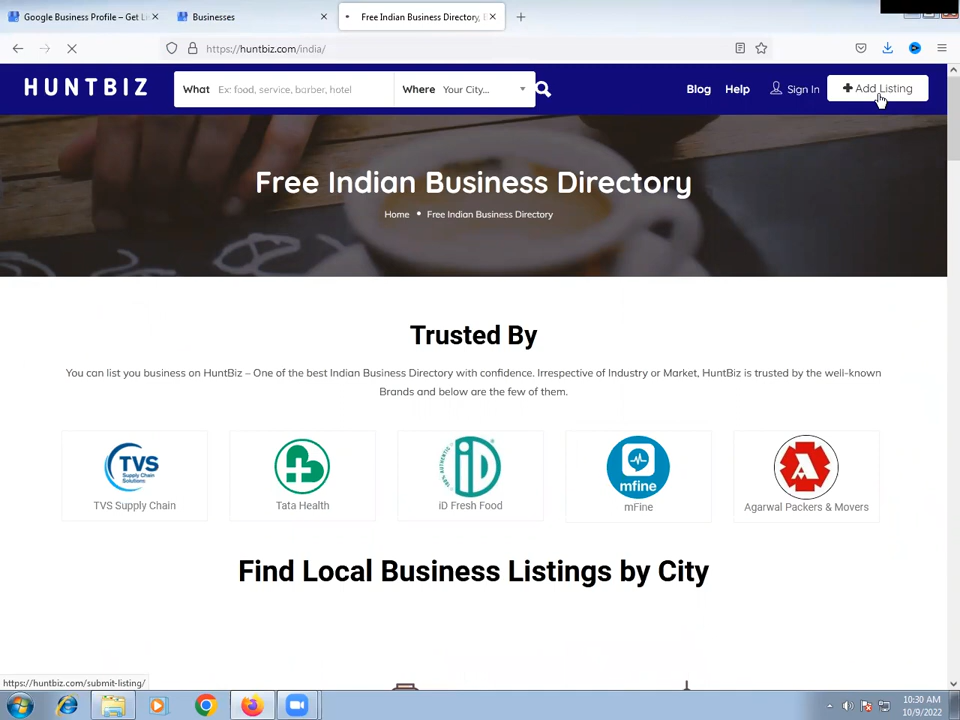 Google Business Profile – Get Li
Businesses
Free Indian Business Directory,
https://huntbiz.com/india/
HUNTBIZ
What Ex: food, service, barber, hotel
Where Your City...
Blog Help Sign In Add Listing
Free Indian Business Directory
Home • Free Indian Business Directory
Trusted By
You can list you business on HuntBiz – One of the best Indian Business Directory with confidence. Irrespective of Industry or Market, HuntBiz is trusted by the well-known
Brands and below are the few of them.
TVS
Supply Chain
Solutions
100% AUTHENTIC
iD
mfine
A
TVS Supply Chain
Tata Health
iD Fresh Food
mFine
Agarwal Packers & Movers
Find Local Business Listings by City
https://huntbiz.com/submit-listing/
10:30 AM
10/9/2022